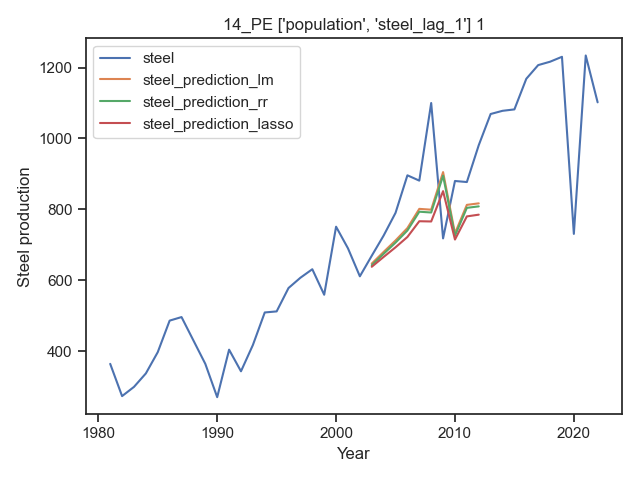 14_PE ['population', 'steel_lag_1'] 1
steel
steel_prediction_lm
steel_prediction_rr
steel_prediction_lasso
Steel production
1200
1000
800
600
400
1980
1990
2000
2010
2020
Year